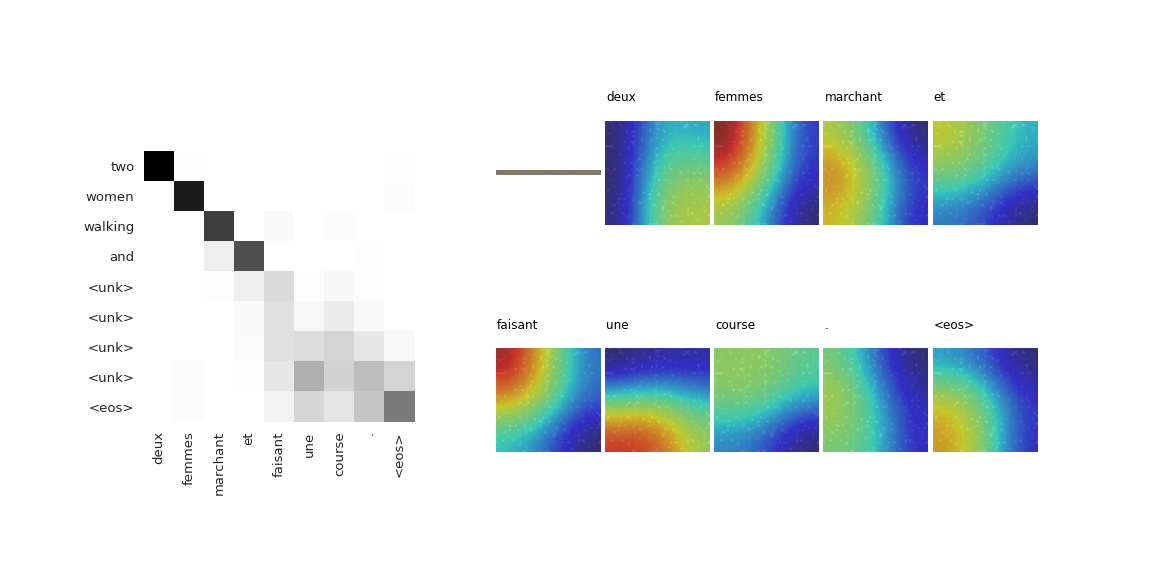 two
women
walking
and
<unk>
<unk>
<unk>
<unk>
<eos>
deux
femmes
marchant
et
faisant
une
course
.
<eos>
deux
femmes
marchant
et
faisant
une
course
.
<eos>